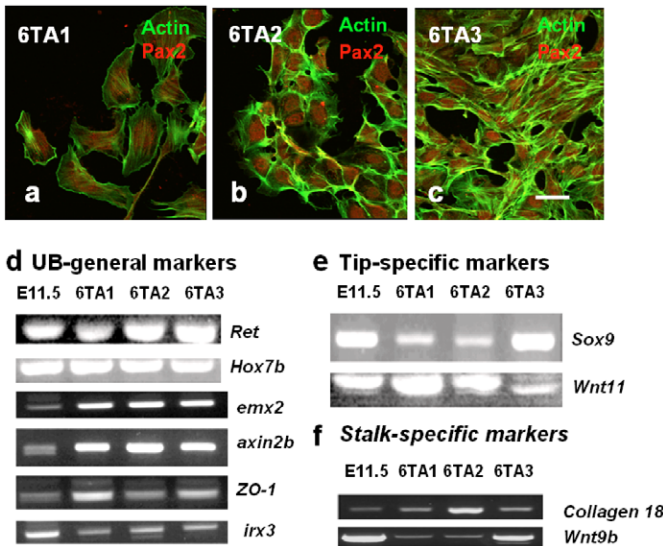 6TA1 Actin Pax2
a
6TA2 Actin Pax2
b
6TA3 Actin Pax2
c
d UB-general markers
E11.5 6TA1 6TA2 6TA3
Ret
Hox7b
emx2
axin2b
ZO-1
irx3
e Tip-specific markers
E11.5 6TA1 6TA2 6TA3
Sox9
Wnt11
f Stalk-specific markers
E11.5 6TA1 6TA2 6TA3
Collagen 18
Wnt9b